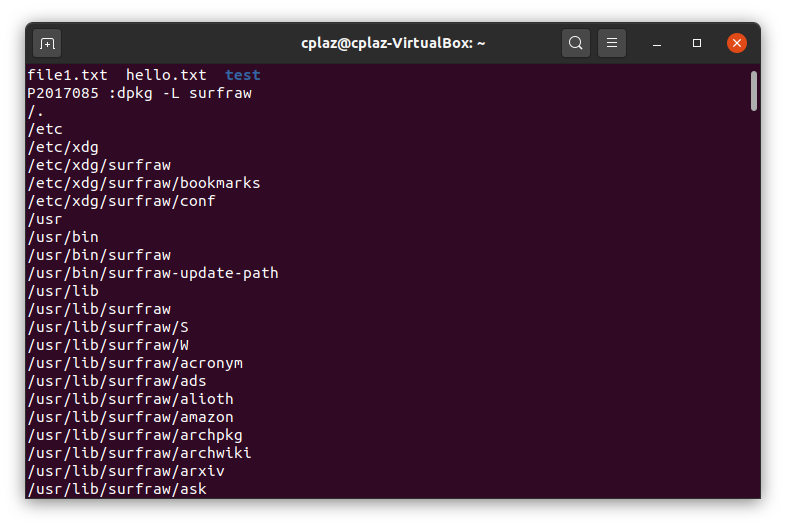 cplaz@cplaz-VirtualBox: ~
file1.txt  hello.txt  test
P2017085 :dpkg -L surfraw
/.
/etc
/etc/xdg
/etc/xdg/surfraw
/etc/xdg/surfraw/bookmarks
/etc/xdg/surfraw/conf
/usr
/usr/bin
/usr/bin/surfraw
/usr/bin/surfraw-update-path
/usr/lib
/usr/lib/surfraw
/usr/lib/surfraw/S
/usr/lib/surfraw/W
/usr/lib/surfraw/acronym
/usr/lib/surfraw/ads
/usr/lib/surfraw/alioth
/usr/lib/surfraw/amazon
/usr/lib/surfraw/archpkg
/usr/lib/surfraw/archwiki
/usr/lib/surfraw/arxiv
/usr/lib/surfraw/ask